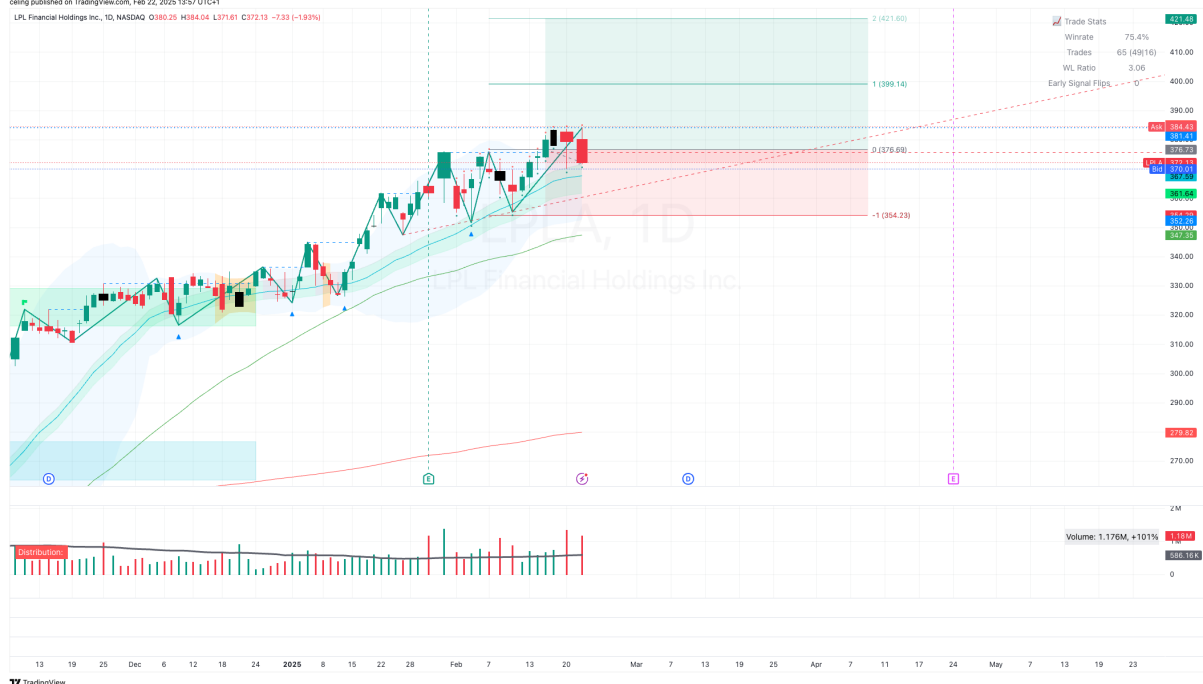 celing published on TradingView.com, Feb 22, 2025 13:57 UTC+1
LPL Financial Holdings Inc., 1D, NASDAQ O380.25 H384.04 L371.61 C372.13 −7.33 (−1.93%)
2 (421.60)
421.48
Trade Stats
Winrate 75.4%
Trades 65 (49|16)
WL Ratio 3.06
Early Signal Flips 0
410.00
400.00
1 (399.14)
390.00
Ask 384.43
381.41
0 (376.69)
376.73
LPLA 372.13
Bid 370.01
367.59
361.64
360.00
-1 (354.23)
352.26
350.00
347.35
LPLA, 1D
LPL Financial Holdings I
340.00
330.00
320.00
310.00
300.00
290.00
279.82
270.00
D E D E
2M
Volume: 1.176M, +101%
1.18M
Distribution:
586.16K
0
13 19 25 Dec 6 12 18 24 2025 8 15 22 28 Feb 7 13 20 Mar 7 13 19 25 Apr 7 11 17 24 May 7 13 19 23
TradingView